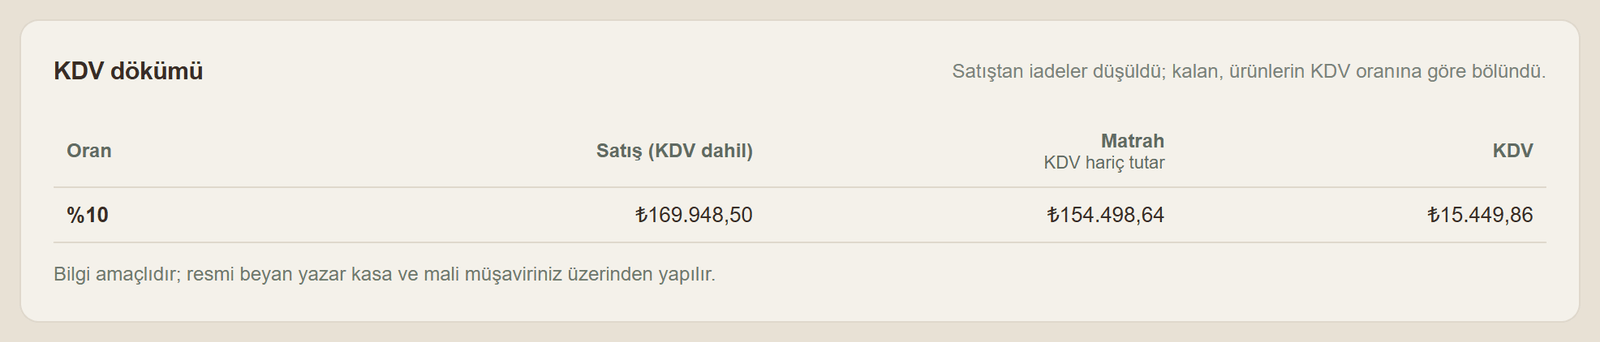 KDV dökümü
Satıştan iadeler düşüldü; kalan, ürünlerin KDV oranına göre bölündü.
Oran Satış (KDV dahil) Matrah KDV
KDV hariç tutar
%10 ₺169.948,50 ₺154.498,64 ₺15.449,86
Bilgi amaçlıdır; resmi beyan yazar kasa ve mali müşaviriniz üzerinden yapılır.